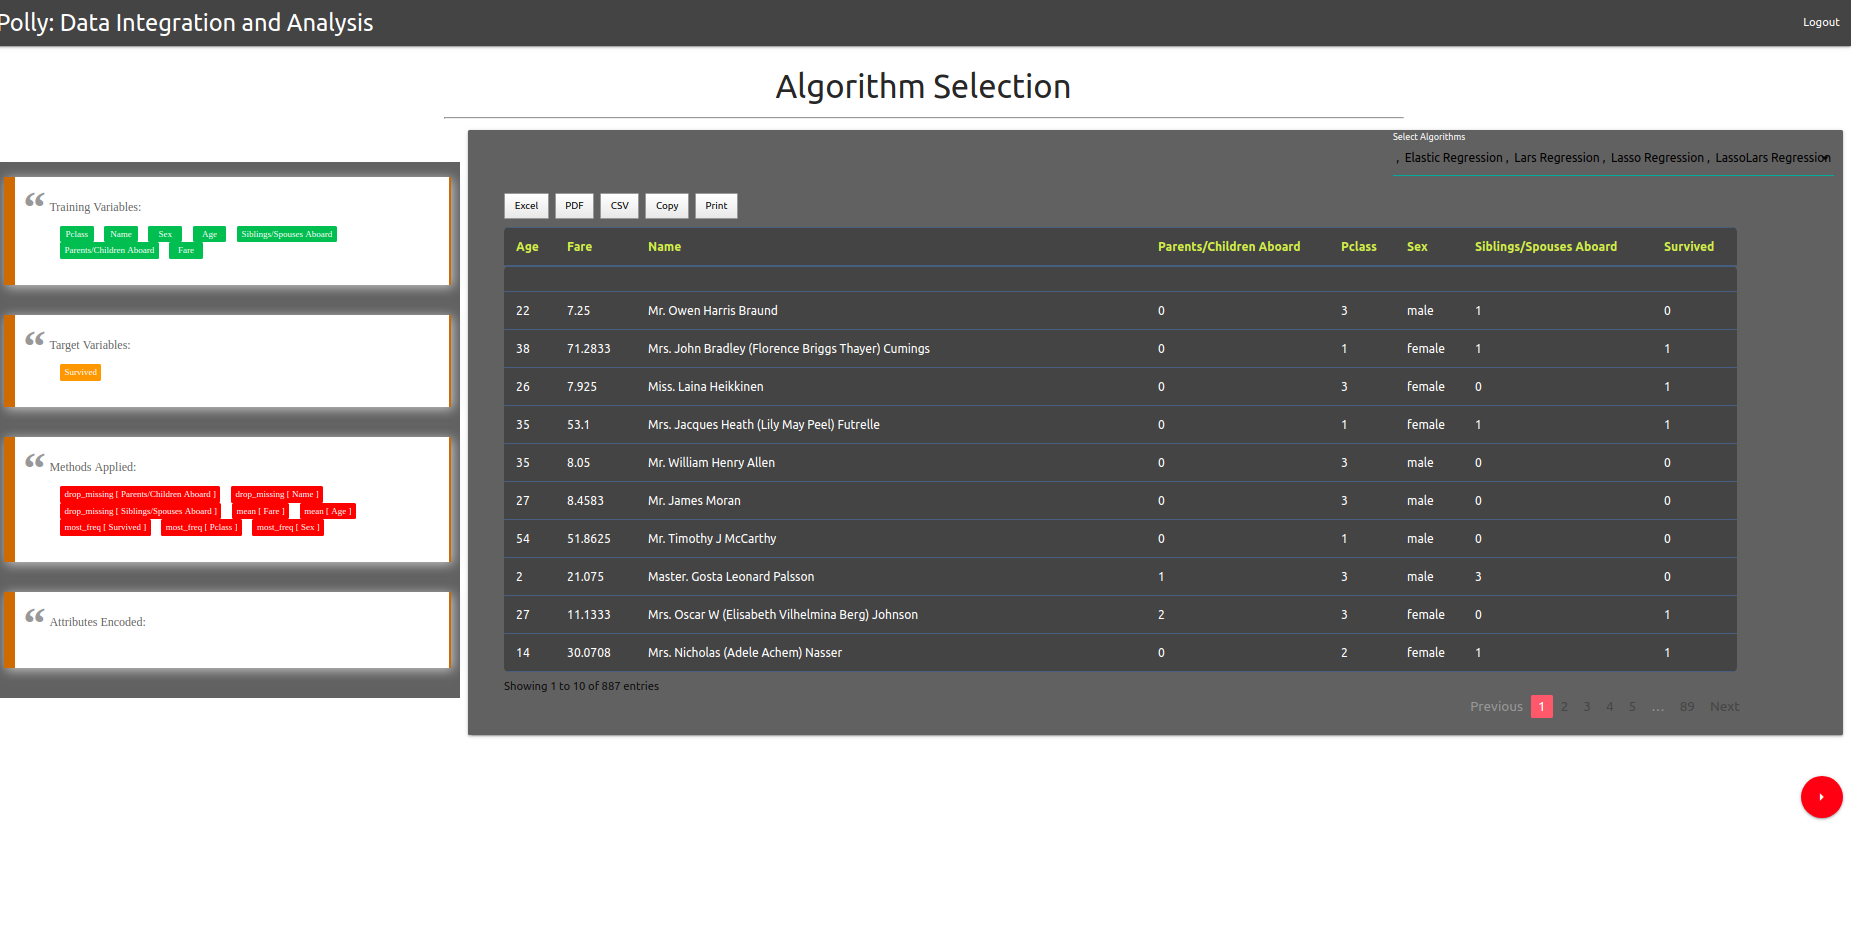 Polly: Data Integration and Analysis
Logout
Algorithm Selection
Select Algorithms
, Elastic Regression , Lars Regression , Lasso Regression , LassoLars Regression
“ Training Variables:
Pclass Name Sex Age Siblings/Spouses Aboard
Parents/Children Aboard Fare
“ Target Variables:
Survived
“ Methods Applied:
drop_missing [ Parents/Children Aboard ] drop_missing [ Name ]
drop_missing [ Siblings/Spouses Aboard ] mean [ Fare ] mean [ Age ]
most_freq [ Survived ] most_freq [ Pclass ] most_freq [ Sex ]
“ Attributes Encoded:
Excel PDF CSV Copy Print
Age Fare Name Parents/Children Aboard Pclass Sex Siblings/Spouses Aboard Survived
22 7.25 Mr. Owen Harris Braund 0 3 male 1 0
38 71.2833 Mrs. John Bradley (Florence Briggs Thayer) Cumings 0 1 female 1 1
26 7.925 Miss. Laina Heikkinen 0 3 female 0 1
35 53.1 Mrs. Jacques Heath (Lily May Peel) Futrelle 0 1 female 1 1
35 8.05 Mr. William Henry Allen 0 3 male 0 0
27 8.4583 Mr. James Moran 0 3 male 0 0
54 51.8625 Mr. Timothy J McCarthy 0 1 male 0 0
2 21.075 Master. Gosta Leonard Palsson 1 3 male 3 0
27 11.1333 Mrs. Oscar W (Elisabeth Vilhelmina Berg) Johnson 2 3 female 0 1
14 30.0708 Mrs. Nicholas (Adele Achem) Nasser 0 2 female 1 1
Showing 1 to 10 of 887 entries
Previous 1 2 3 4 5 … 89 Next